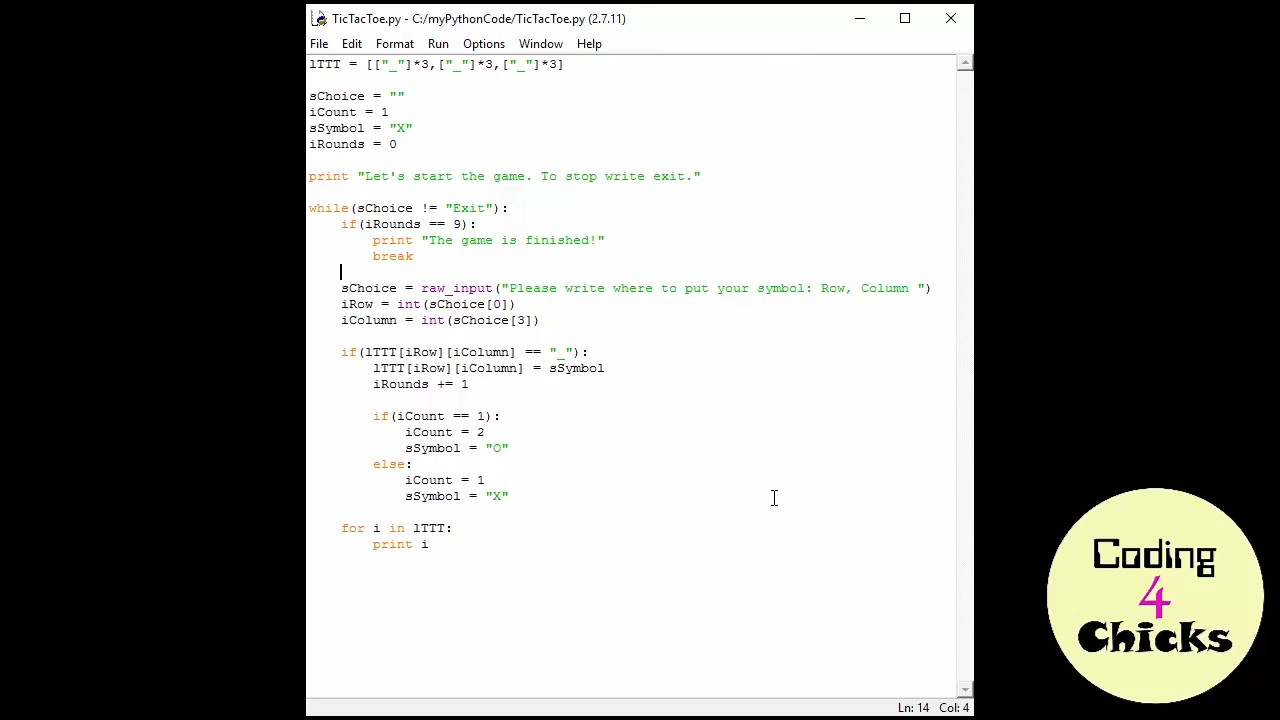 TicTacToe.py - C:/myPythonCode/TicTacToe.py (2.7.11)
File Edit Format Run Options Window Help
lTTT = [["_"]*3,["_"]*3,["_"]*3]
sChoice = ""
iCount = 1
sSymbol = "X"
iRounds = 0
print "Let's start the game. To stop write exit."
while(sChoice != "Exit"):
    if(iRounds == 9):
        print "The game is finished!"
        break
    sChoice = raw_input("Please write where to put your symbol: Row, Column ")
    iRow = int(sChoice[0])
    iColumn = int(sChoice[3])
    if(lTTT[iRow][iColumn] == "_"):
        lTTT[iRow][iColumn] = sSymbol
        iRounds += 1
        if(iCount == 1):
            iCount = 2
            sSymbol = "O"
        else:
            iCount = 1
            sSymbol = "X"
    for i in lTTT:
        print i
Coding
4
Chicks
Ln: 14 Col: 4